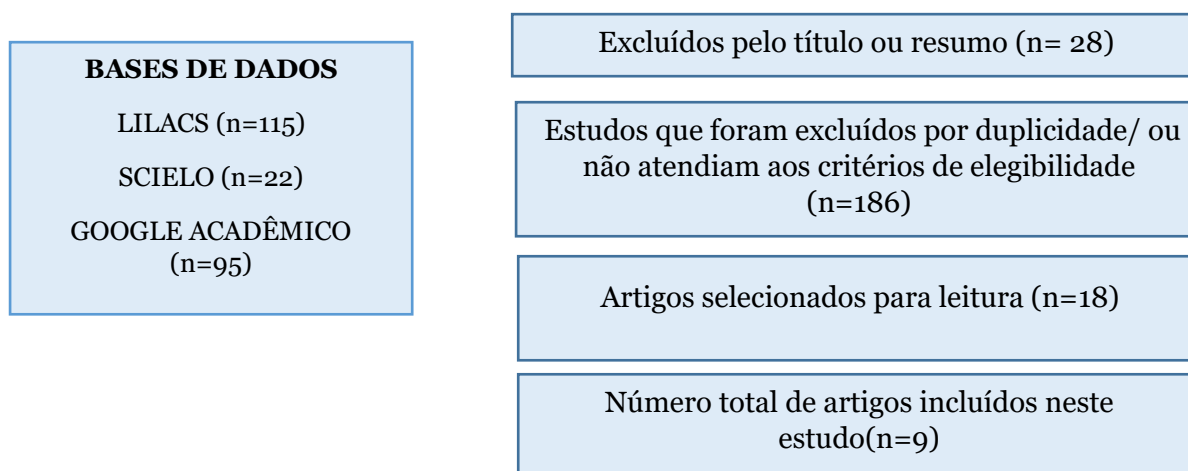 BASES DE DADOS
LILACS (n=115)
SCIELO (n=22)
GOOGLE ACADÊMICO
(n=95)
Excluídos pelo título ou resumo (n= 28)
Estudos que foram excluídos por duplicidade/ ou
não atendiam aos critérios de elegibilidade
(n=186)
Artigos selecionados para leitura (n=18)
Número total de artigos incluídos neste
estudo(n=9)